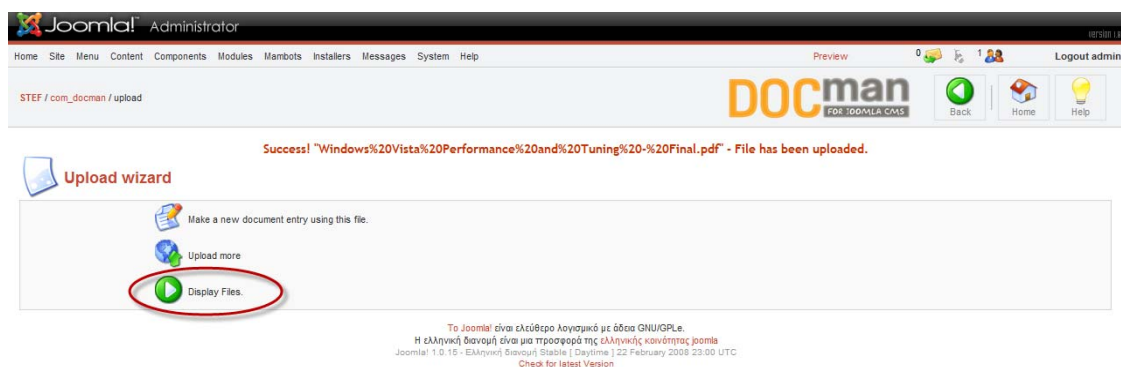 Joomla! Administrator
version 1.0
Home Site Menu Content Components Modules Mambots Installers Messages System Help Preview 0 1 Logout admin
STEF / com_docman / upload
DOCman
FOR JOOMLA CMS
Back Home Help
Success! "Windows%20Vista%20Performance%20and%20Tuning%20-%20Final.pdf" - File has been uploaded.
Upload wizard
Make a new document entry using this file.
Upload more
Display Files.
Το Joomla! είναι ελεύθερο λογισμικό με άδεια GNU/GPLe.
Η ελληνική διανομή είναι μια προσφορά της ελληνικής κοινότητας joomla
Joomla! 1.0.15 - Ελληνική διανομή Stable [ Daytime ] 22 February 2008 23:00 UTC
Check for latest Version